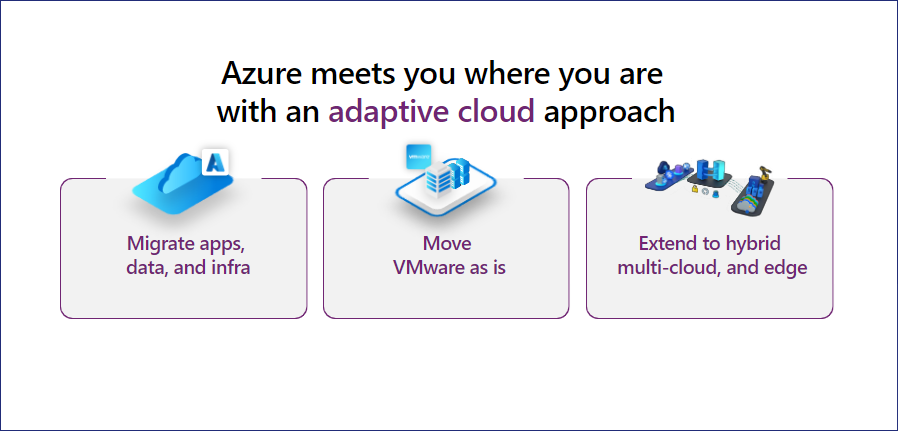 Azure meets you where you are
with an adaptive cloud approach
vmware
Migrate apps,
data, and infra
Move
VMware as is
Extend to hybrid
multi-cloud, and edge